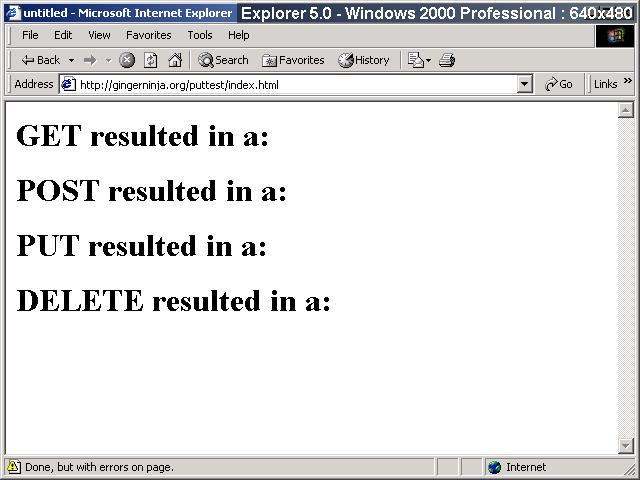 untitled - Microsoft Internet Explorer
Explorer 5.0 - Windows 2000 Professional : 640x480
File Edit View Favorites Tools Help
Back Search Favorites History
Address http://gingerninja.org/puttest/index.html Go Links »
GET resulted in a:
POST resulted in a:
PUT resulted in a:
DELETE resulted in a:
Done, but with errors on page. Internet